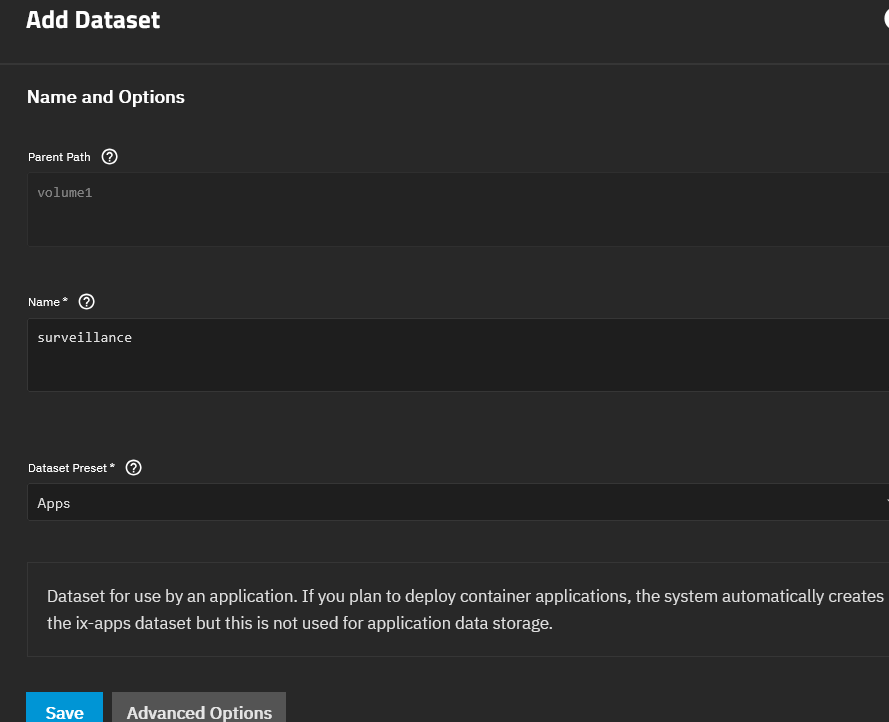 Add Dataset
Name and Options
Parent Path
volume1
Name *
surveillance
Dataset Preset *
Apps
Dataset for use by an application. If you plan to deploy container applications, the system automatically creates
the ix-apps dataset but this is not used for application data storage.
Save Advanced Options